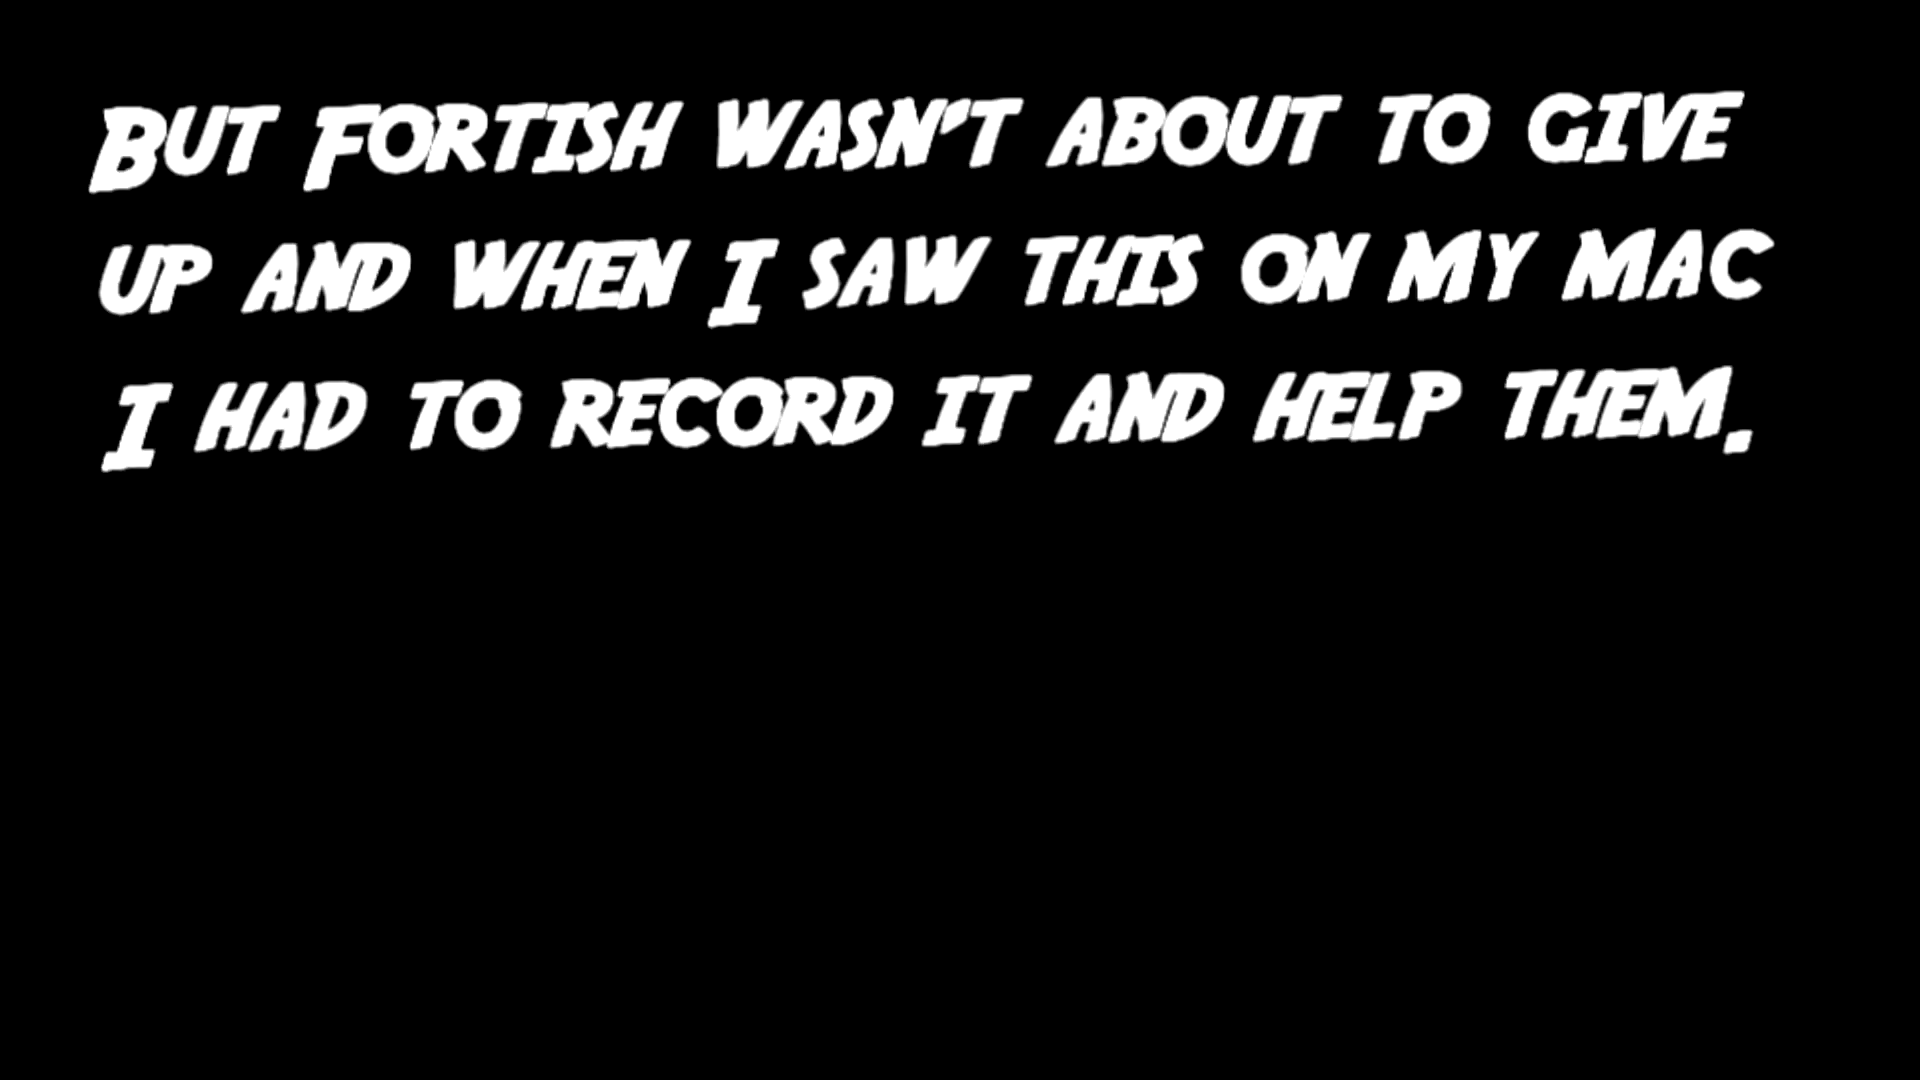 But Fortish wasn't about to give
up and when I saw this on my mac
I had to record it and help them.